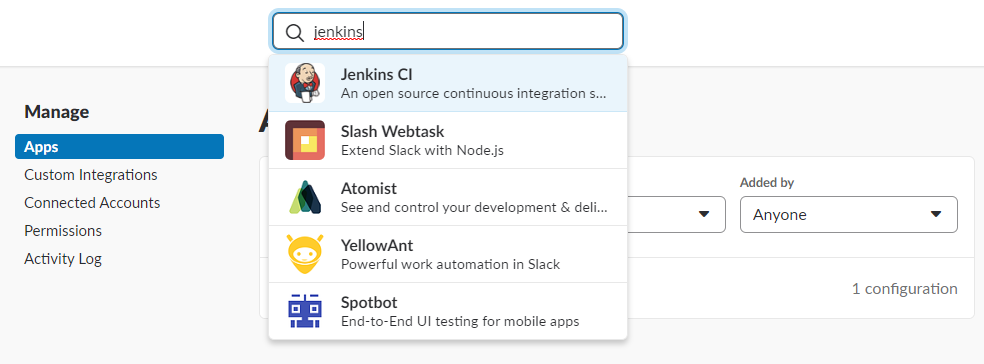 jenkins
Jenkins CI
An open source continuous integration s...
Slash Webtask
Extend Slack with Node.js
Atomist
See and control your development & deli...
YellowAnt
Powerful work automation in Slack
Spotbot
End-to-End UI testing for mobile apps
Manage
Apps
Custom Integrations
Connected Accounts
Permissions
Activity Log
Added by
Anyone
1 configuration